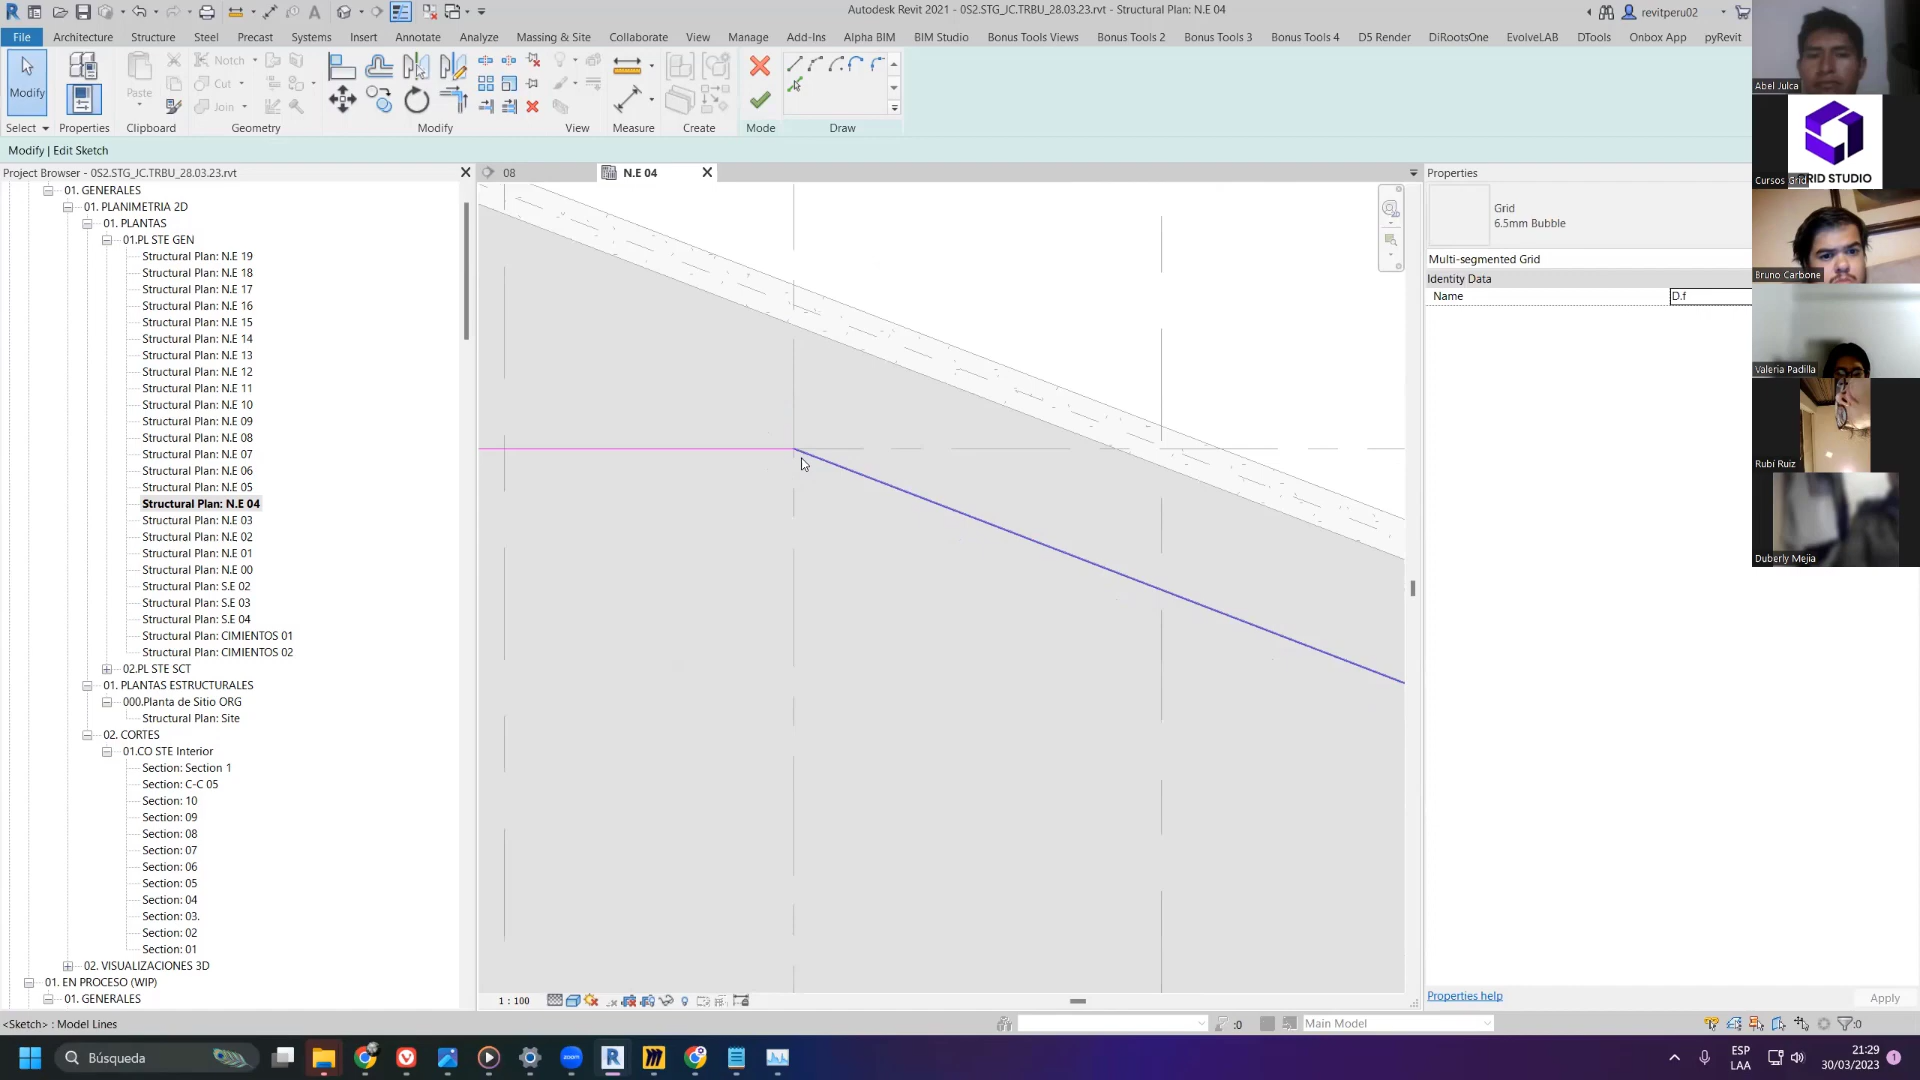 Autodesk Revit 2021 - 0S2.STG_JC.TRBU_28.03.23.rvt - Structural Plan: N.E 04
revitperu02
File Architecture Structure Steel Precast Systems Insert Annotate Analyze Massing & Site Collaborate View Manage Add-Ins Alpha BIM BIM Studio Bonus Tools Views Bonus Tools 2 Bonus Tools 3 Bonus Tools 4 D5 Render DiRootsOne EvolveLAB DTools Onbox App pyRevit
Modify
Paste
Notch
Cut
Join
Select Properties Clipboard Geometry Modify View Measure Create Mode Draw
Modify | Edit Sketch
Project Browser - 0S2.STG_JC.TRBU_28.03.23.rvt
01. GENERALES
01. PLANIMETRIA 2D
01. PLANTAS
01.PL STE GEN
Structural Plan: N.E 19
Structural Plan: N.E 18
Structural Plan: N.E 17
Structural Plan: N.E 16
Structural Plan: N.E 15
Structural Plan: N.E 14
Structural Plan: N.E 13
Structural Plan: N.E 12
Structural Plan: N.E 11
Structural Plan: N.E 10
Structural Plan: N.E 09
Structural Plan: N.E 08
Structural Plan: N.E 07
Structural Plan: N.E 06
Structural Plan: N.E 05
Structural Plan: N.E 04
Structural Plan: N.E 03
Structural Plan: N.E 02
Structural Plan: N.E 01
Structural Plan: N.E 00
Structural Plan: S.E 02
Structural Plan: S.E 03
Structural Plan: S.E 04
Structural Plan: CIMIENTOS 01
Structural Plan: CIMIENTOS 02
02.PL STE SCT
01. PLANTAS ESTRUCTURALES
000.Planta de Sitio ORG
Structural Plan: Site
02. CORTES
01.CO STE Interior
Section: Section 1
Section: C-C 05
Section: 10
Section: 09
Section: 08
Section: 07
Section: 06
Section: 05
Section: 04
Section: 03.
Section: 02
Section: 01
02. VISUALIZACIONES 3D
01. EN PROCESO (WIP)
01. GENERALES
08
N.E 04
1 : 100
Properties
Grid
6.5mm Bubble
Multi-segmented Grid
Identity Data
Name D.f
Properties help
Apply
Abel Julca
GRID STUDIO
Cursos Grid
Bruno Carbone
Valeria Padilla
Rubí Ruiz
Duberly Mejia
<Sketch> : Model Lines
:0
Main Model
:0
Búsqueda
ESP
LAA
21:29
30/03/2023
1